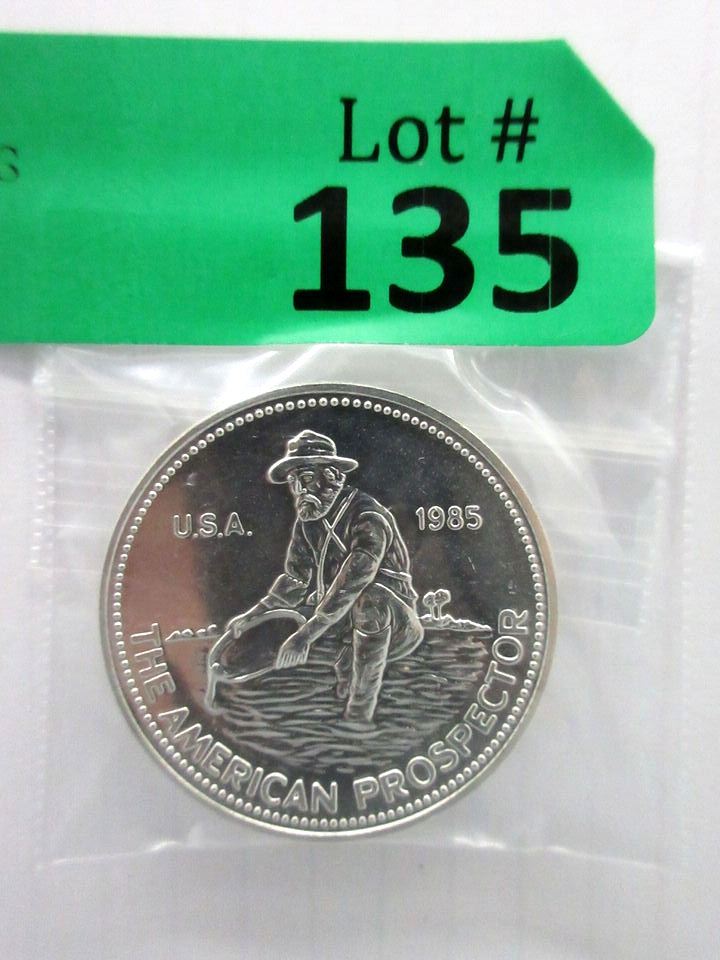 Lot #
135
U.S.A. 1985
THE AMERICAN PROSPECTOR